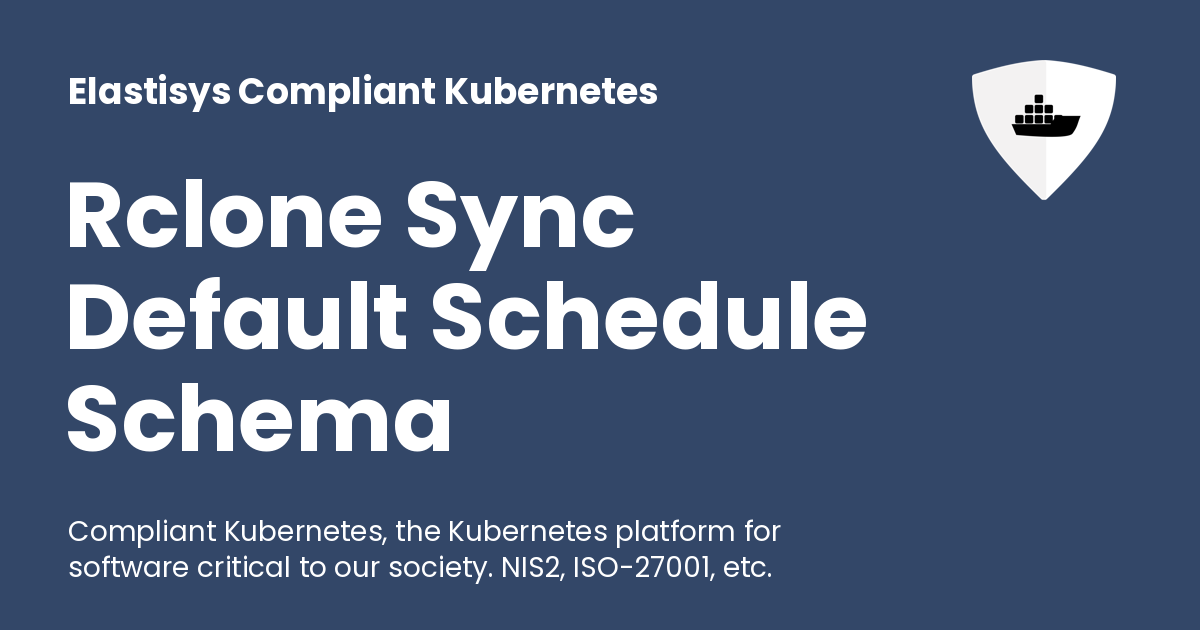 Elastisys Compliant Kubernetes
Rclone Sync
Default Schedule
Schema
Compliant Kubernetes, the Kubernetes platform for
software critical to our society. NIS2, ISO-27001, etc.